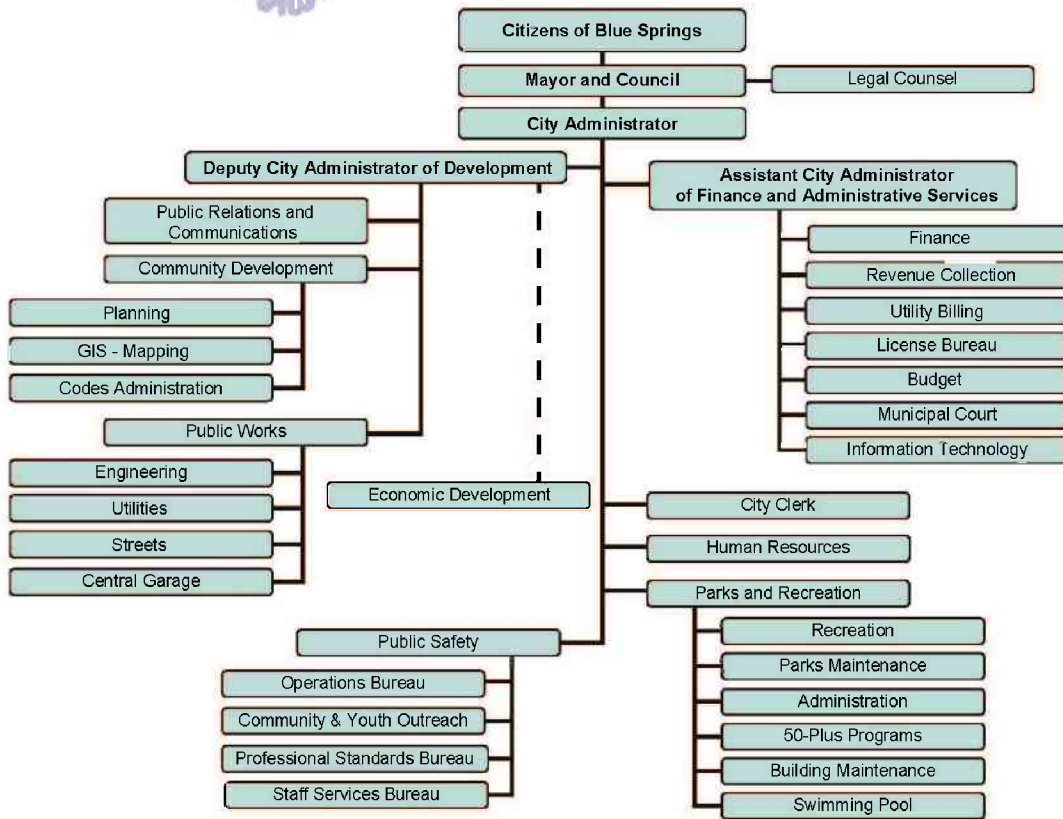 Citizens of Blue Springs
Mayor and Council
Legal Counsel
City Administrator
Deputy City Administrator of Development
Assistant City Administrator
of Finance and Administrative Services
Public Relations and
Communications
Community Development
Planning
GIS - Mapping
Codes Administration
Public Works
Engineering
Utilities
Streets
Central Garage
Economic Development
Finance
Revenue Collection
Utility Billing
License Bureau
Budget
Municipal Court
Information Technology
City Clerk
Human Resources
Parks and Recreation
Recreation
Parks Maintenance
Administration
50-Plus Programs
Building Maintenance
Swimming Pool
Public Safety
Operations Bureau
Community & Youth Outreach
Professional Standards Bureau
Staff Services Bureau